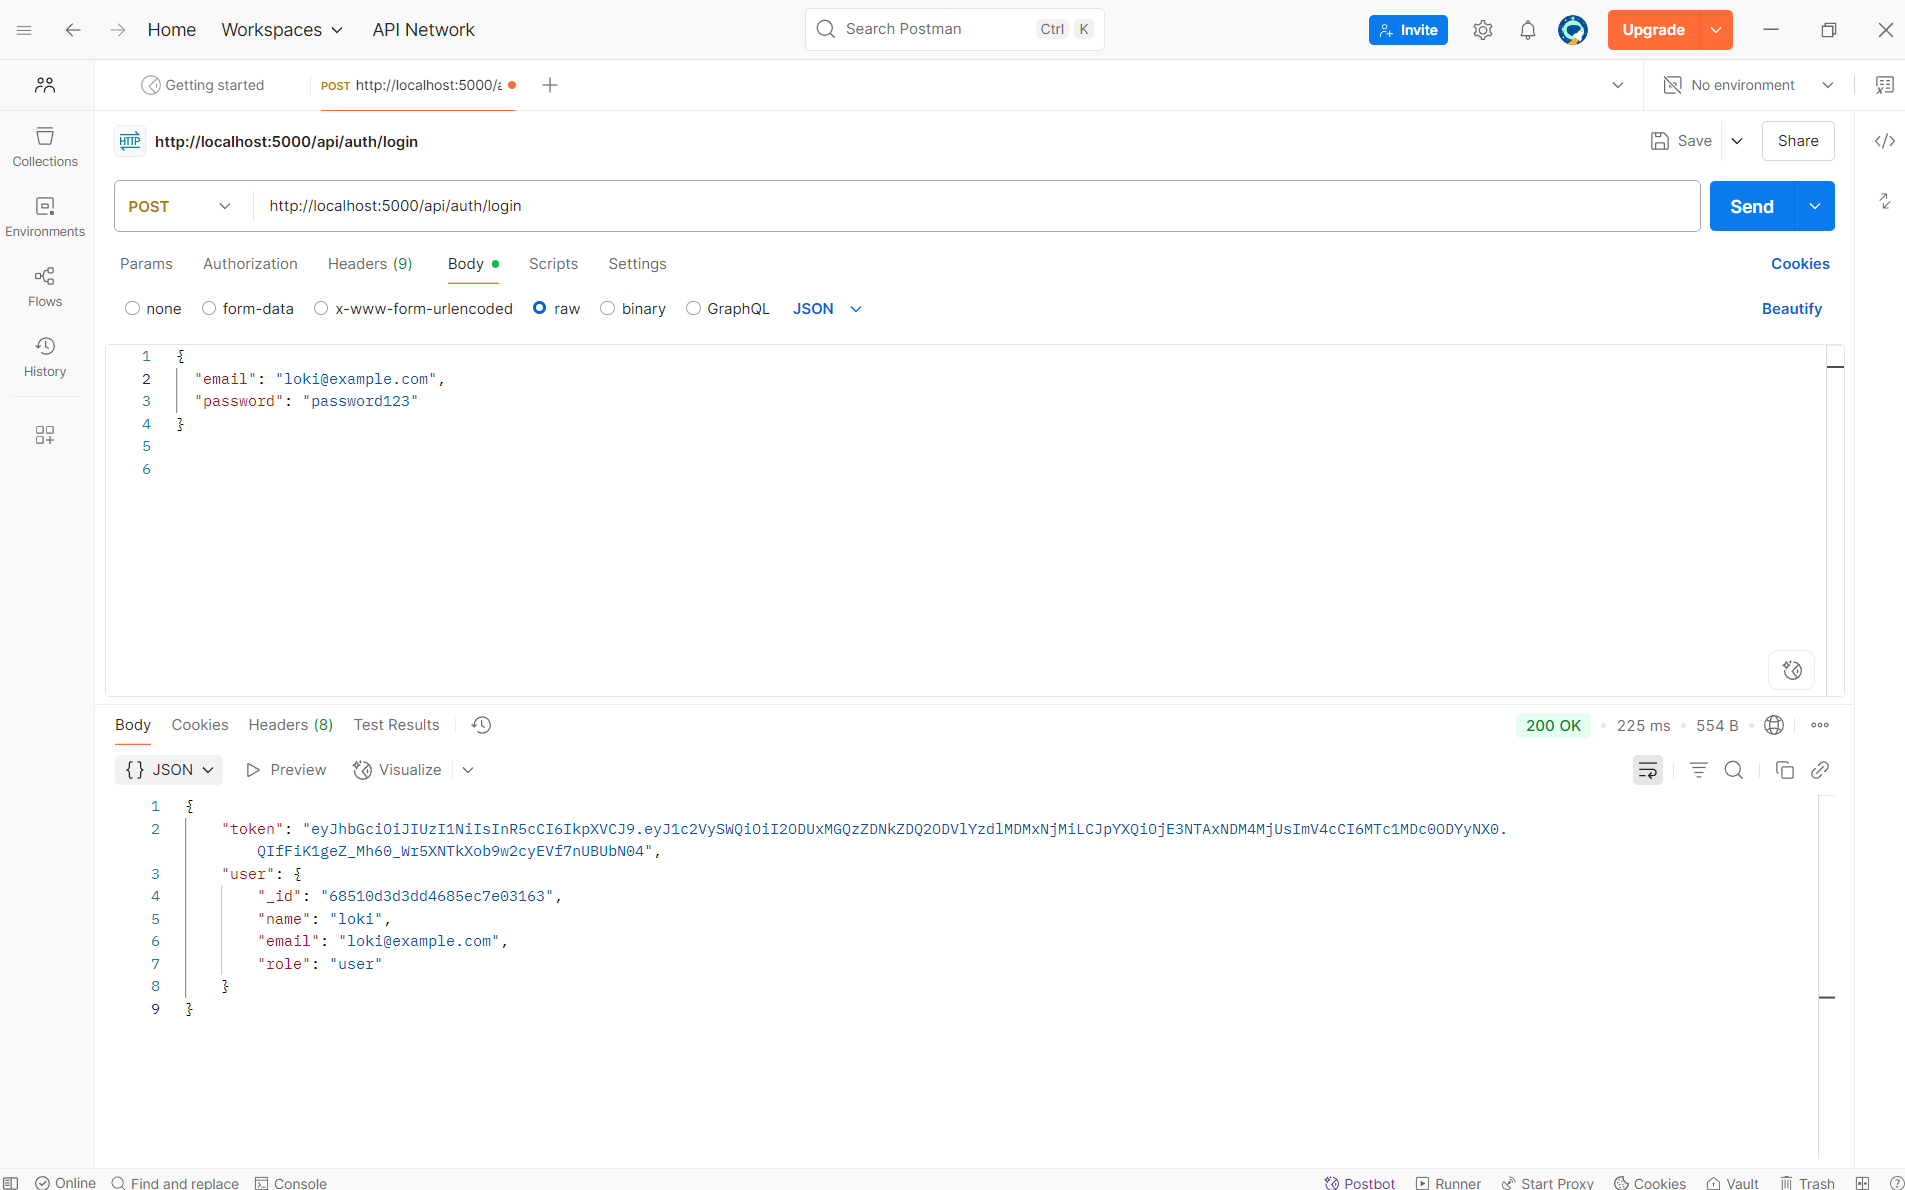 Home Workspaces API Network Search Postman Ctrl K Invite Upgrade
Getting started POST http://localhost:5000/a No environment
HTTP http://localhost:5000/api/auth/login Save Share
Collections
POST http://localhost:5000/api/auth/login Send
Environments
Params Authorization Headers (9) Body Scripts Settings Cookies
Flows
none form-data x-www-form-urlencoded raw binary GraphQL JSON Beautify
History
1 {
2 "email": "loki@example.com",
3 "password": "password123"
4 }
5
6
Body Cookies Headers (8) Test Results 200 OK 225 ms 554 B
{} JSON Preview Visualize
1 {
2 "token": "eyJhbGciOiJIUzI1NiIsInR5cCI6IkpXVCJ9.eyJ1c2VySWQiOiI2ODUxMGQzZDNkZDQ2ODVlYzdlMDMxNjMiLCJpYXQiOjE3NTAxNDM4MjUsImV4cCI6MTc1MDc0ODYyNX0.
QIfFiK1geZ_Mh60_Wr5XNTkXob9w2cyEVf7nUBUbN04",
3 "user": {
4 "_id": "68510d3d3dd4685ec7e03163",
5 "name": "loki",
6 "email": "loki@example.com",
7 "role": "user"
8 }
9 }
Online Find and replace Console Postbot Runner Start Proxy Cookies Vault Trash